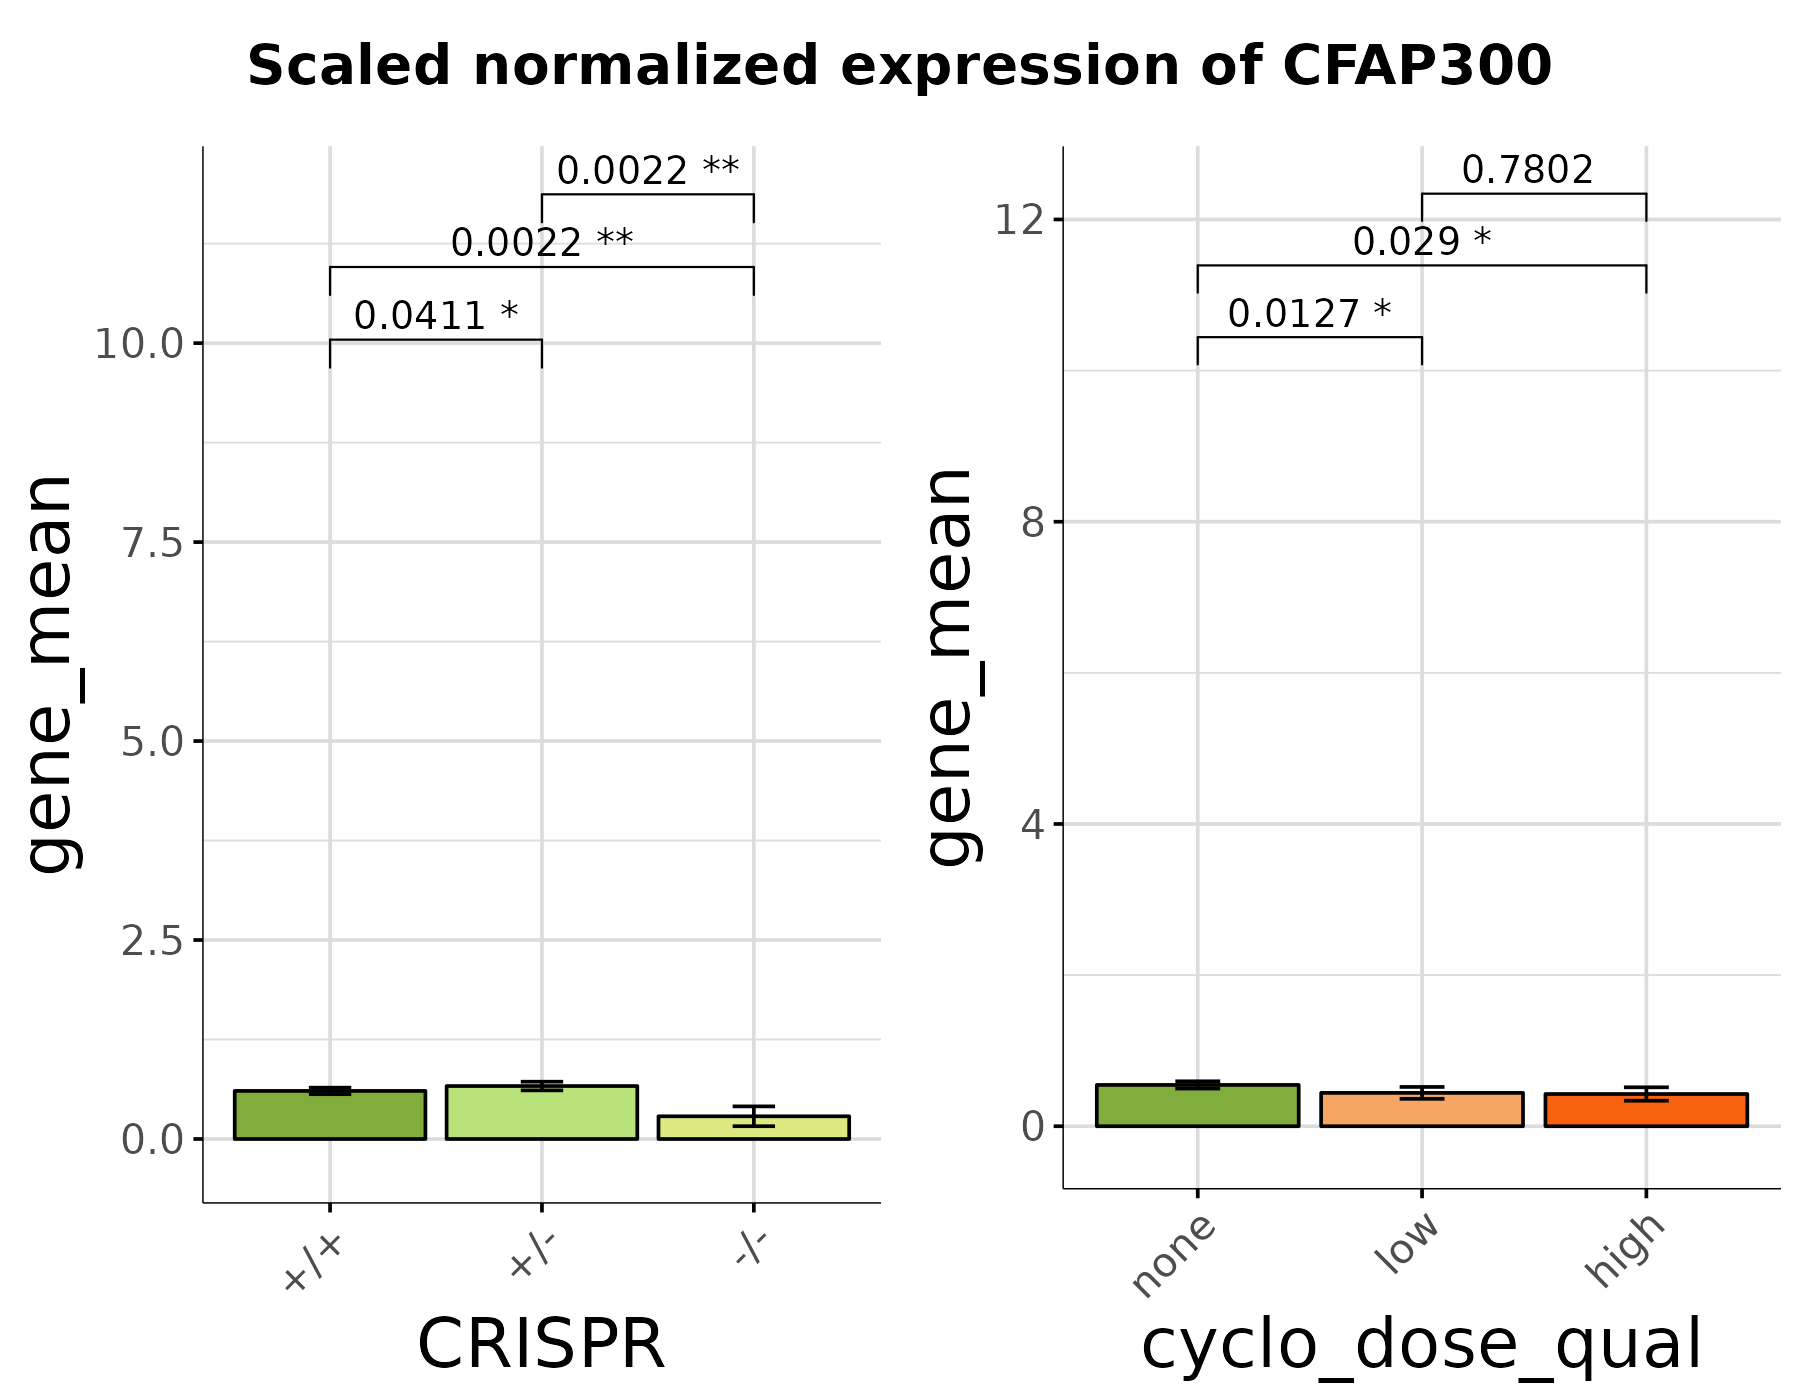 Scaled normalized expression of CFAP300
0.0022 **
0.0022 **
0.0411 *
10.0
7.5
5.0
2.5
0.0
gene_mean
+/+
+/-
-/-
CRISPR
0.7802
0.029 *
0.0127 *
12
8
4
0
gene_mean
none
low
high
cyclo_dose_qual